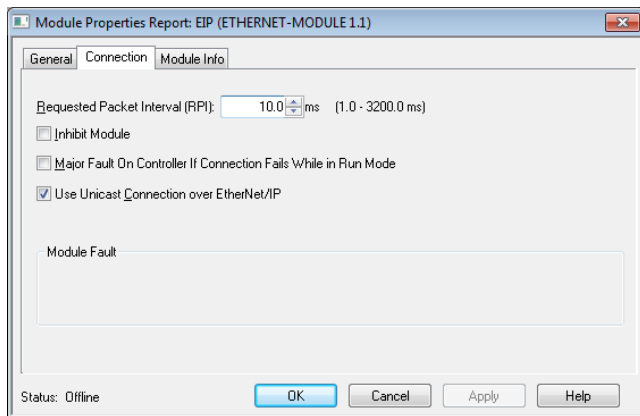 Module Properties Report: EIP (ETHERNET-MODULE 1.1)
General Connection Module Info
Requested Packet Interval (RPI): 10.0 ms (1.0 - 3200.0 ms)
Inhibit Module
Major Fault On Controller If Connection Fails While in Run Mode
Use Unicast Connection over EtherNet/IP
Module Fault
Status: Offline OK Cancel Apply Help